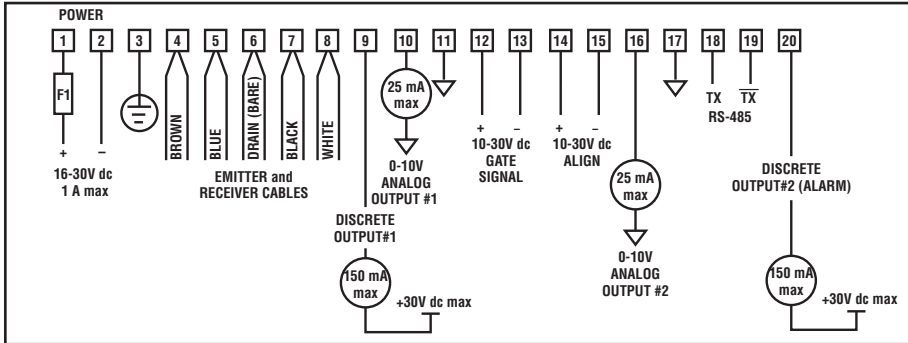 POWER
1 2 3 4 5 6 7 8 9 10 11 12 13 14 15 16 17 18 19 20
F1
+ –
16-30V dc
1 A max
BROWN
BLUE
DRAIN (BARE)
BLACK
WHITE
EMITTER and
RECEIVER CABLES
DISCRETE
OUTPUT#1
150 mA
max
+30V dc max
25 mA
max
0-10V
ANALOG
OUTPUT #1
+ –
10-30V dc
GATE
SIGNAL
+ –
10-30V dc
ALIGN
25 mA
max
0-10V
ANALOG
OUTPUT #2
TX T̅X̅
RS-485
DISCRETE
OUTPUT#2 (ALARM)
150 mA
max
+30V dc max